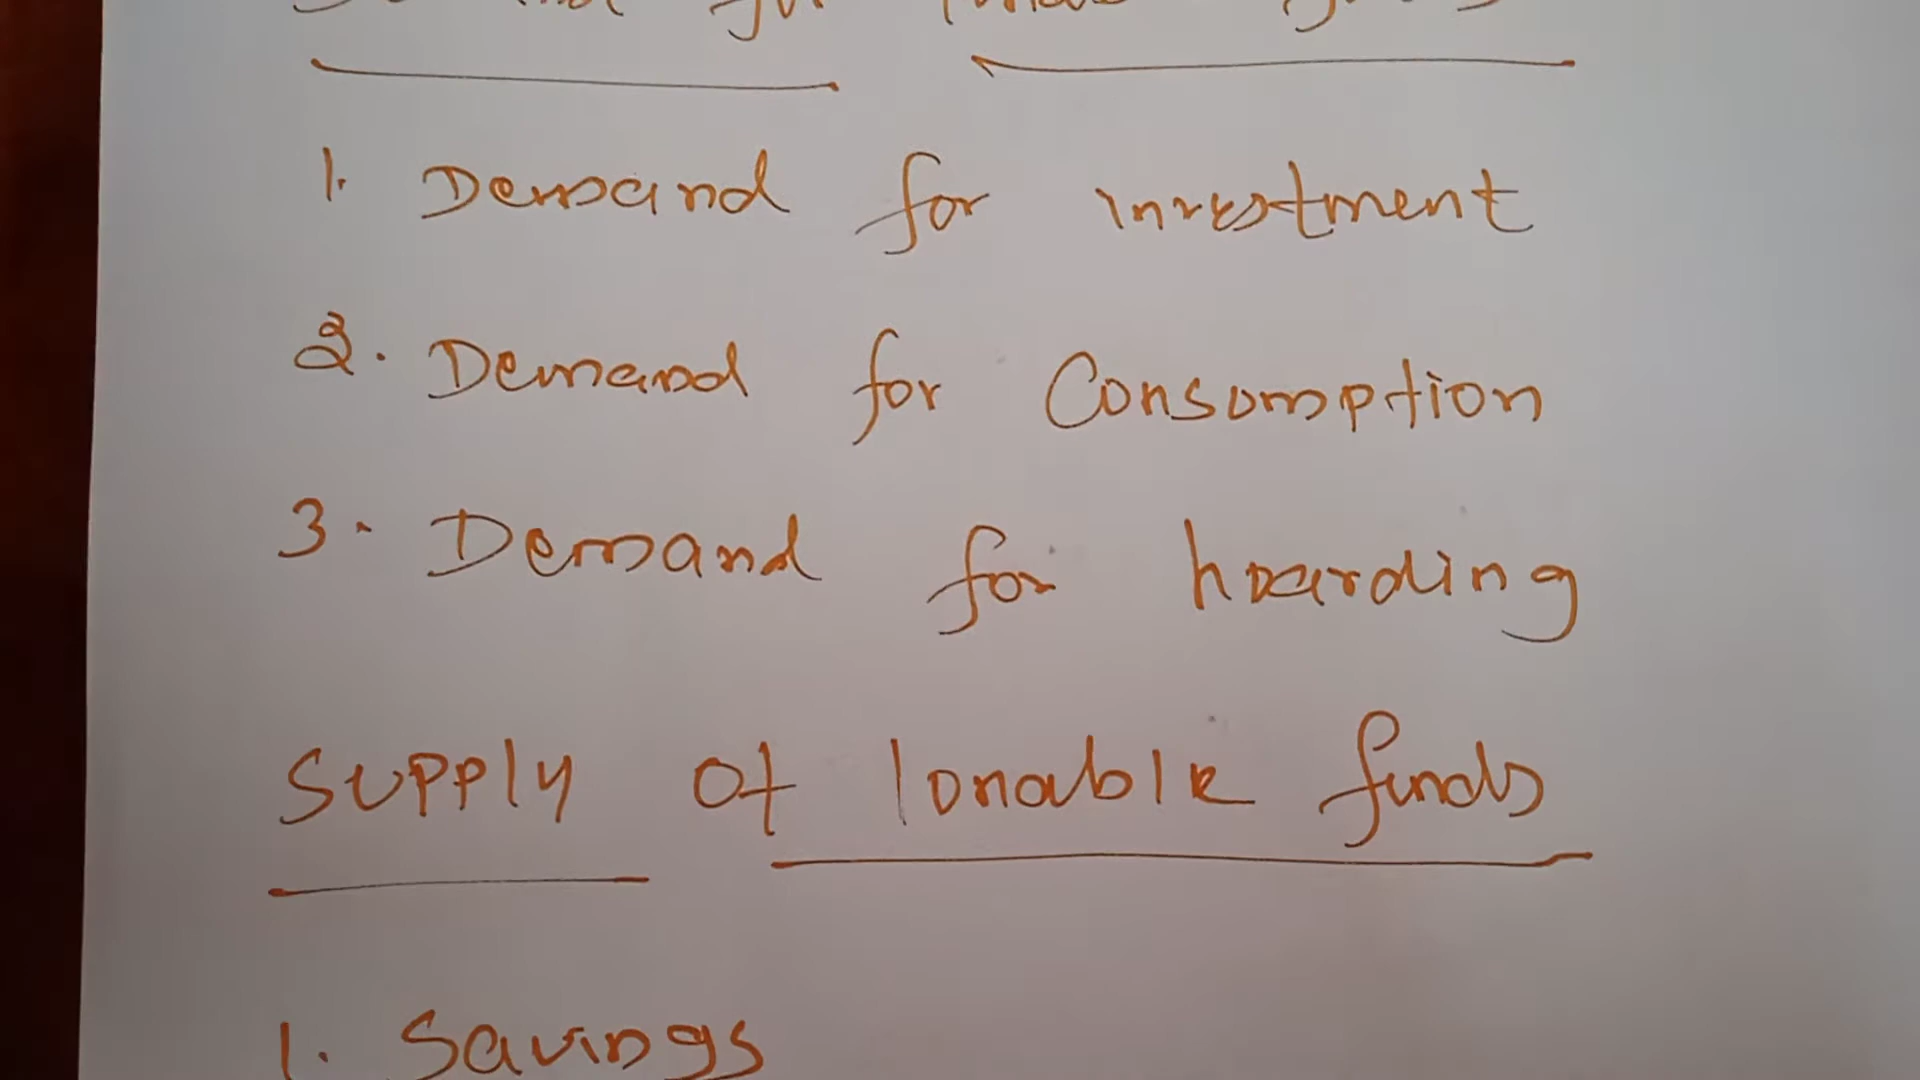 1. Demand for investment
2. Demand for Consumption
3. Demand for hoarding
Supply of lonable funds
1. Savings